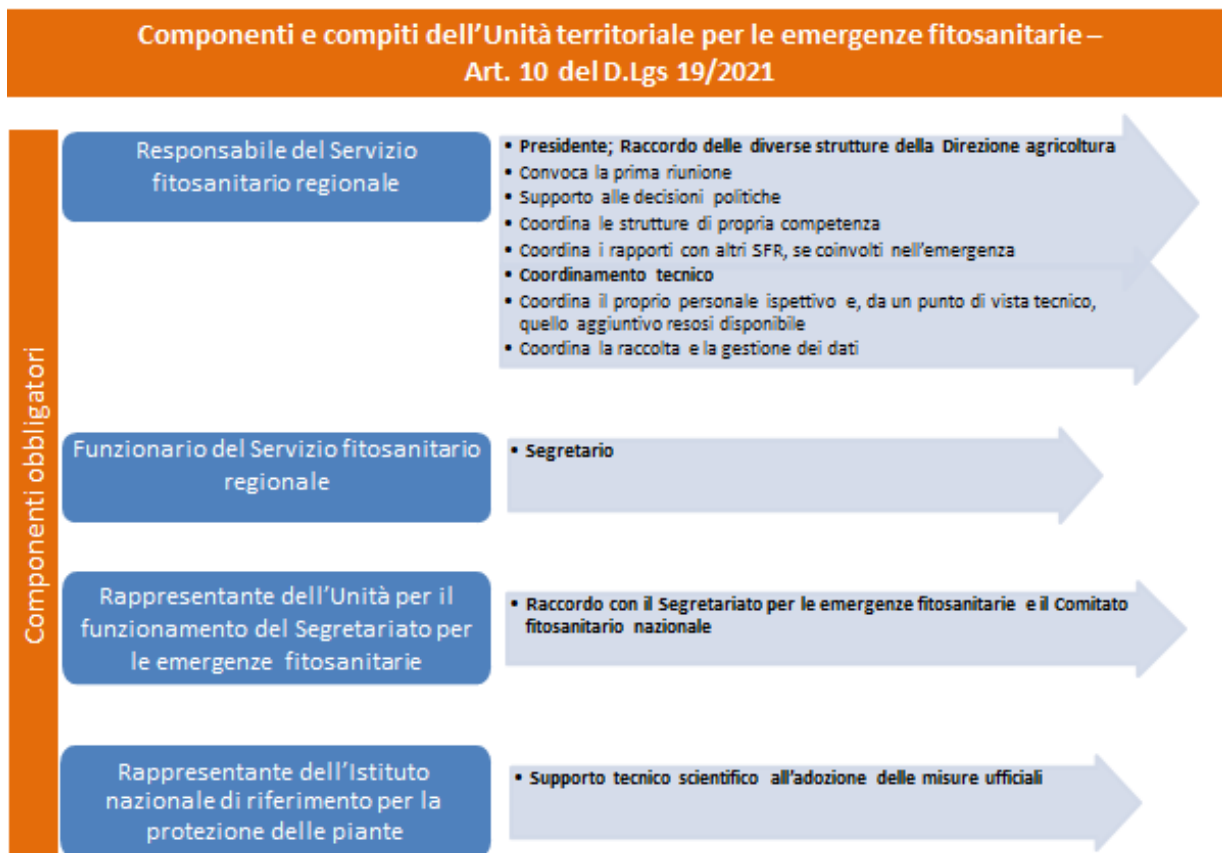 Componenti e compiti dell'Unità territoriale per le emergenze fitosanitarie –
Art. 10 del D.Lgs 19/2021
Componenti obbligatori
Responsabile del Servizio
fitosanitario regionale
• Presidente; Raccordo delle diverse strutture della Direzione agricoltura
• Convoca la prima riunione
• Supporto alle decisioni politiche
• Coordina le strutture di propria competenza
• Coordina i rapporti con altri SFR, se coinvolti nell'emergenza
• Coordinamento tecnico
• Coordina il proprio personale ispettivo e, da un punto di vista tecnico,
quello aggiuntivo resosi disponibile
• Coordina la raccolta e la gestione dei dati
Funzionario del Servizio fitosanitario
regionale
• Segretario
Rappresentante dell'Unità per il
funzionamento del Segretariato per
le emergenze fitosanitarie
• Raccordo con il Segretariato per le emergenze fitosanitarie e il Comitato
fitosanitario nazionale
Rappresentante dell'Istituto
nazionale di riferimento per la
protezione delle piante
• Supporto tecnico scientifico all'adozione delle misure ufficiali